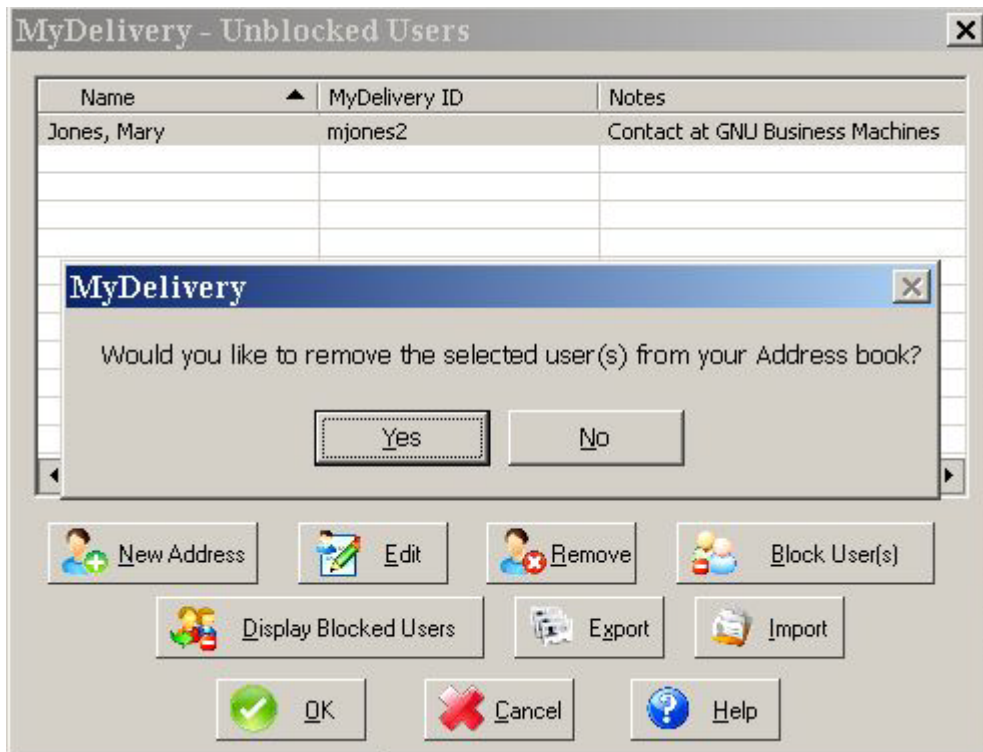 MyDelivery - Unblocked Users
Name MyDelivery ID Notes
Jones, Mary mjones2 Contact at GNU Business Machines
MyDelivery
Would you like to remove the selected user(s) from your Address book?
Yes No
New Address Edit Remove Block User(s)
Display Blocked Users Export Import
OK Cancel Help